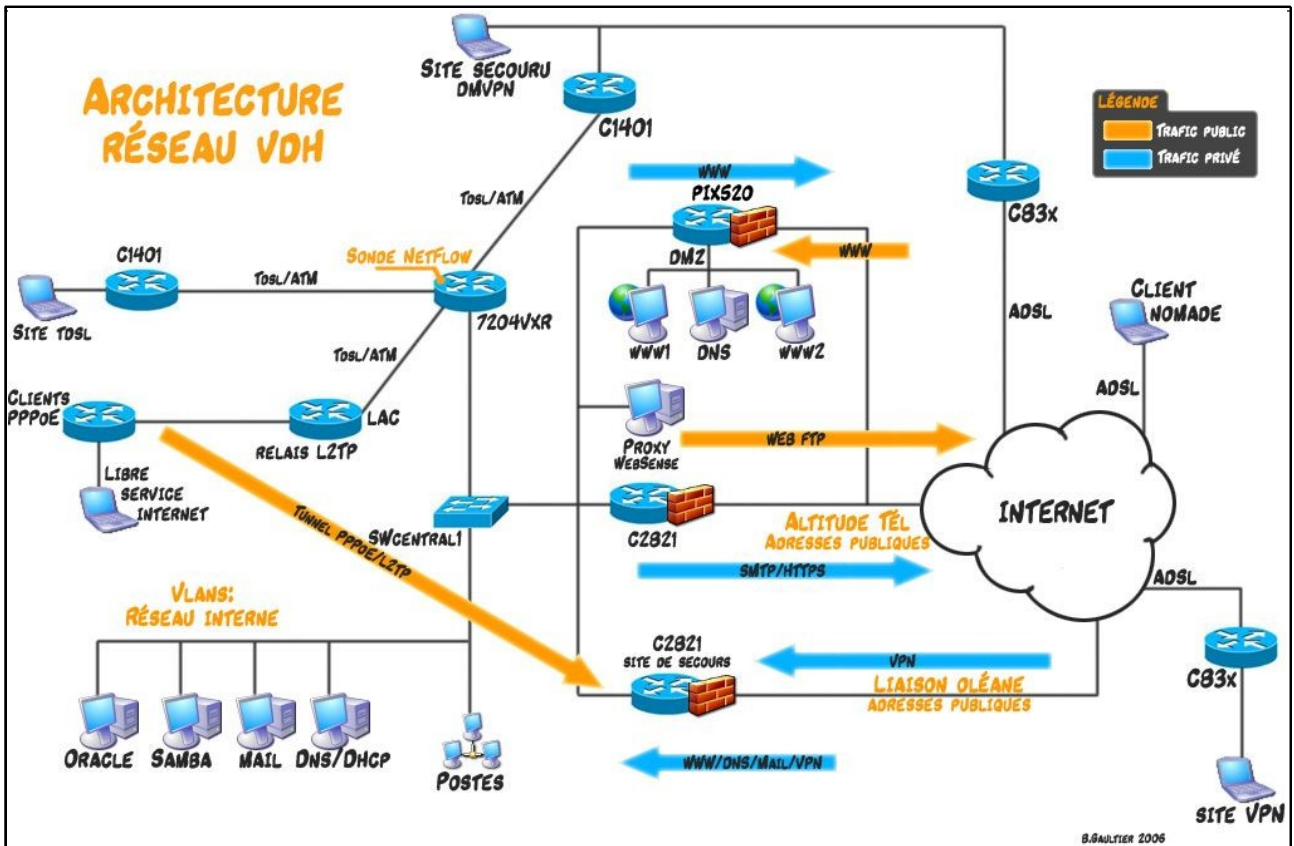 Architecture
réseau VDH
Site secouru
DMVPN
C1401
Légende
Trafic public
Trafic privé
WWW
PIX520
C83x
Tdsl/ATM
Sonde NetFlow
WWW
DMZ
C1401
Tdsl/ATM
7204VXR
Site TDSL
ADSL
Client
nomade
WWW1
DNS
WWW2
Tdsl/ATM
ADSL
Clients
PPPoE
LAC
Relais L2TP
Proxy
WebSense
Web FTP
Internet
Libre
service
internet
Tunnel PPPoE/L2TP
SWcentral1
C2821
Altitude Tél
Adresses publiques
SMTP/HTTPS
ADSL
Vlans:
Réseau interne
C2821
site de secours
VPN
Liaison Oléane
adresses publiques
C83x
Oracle
Samba
Mail
DNS/DHCP
Postes
WWW/DNS/Mail/VPN
site VPN
B.Gaultier 2006